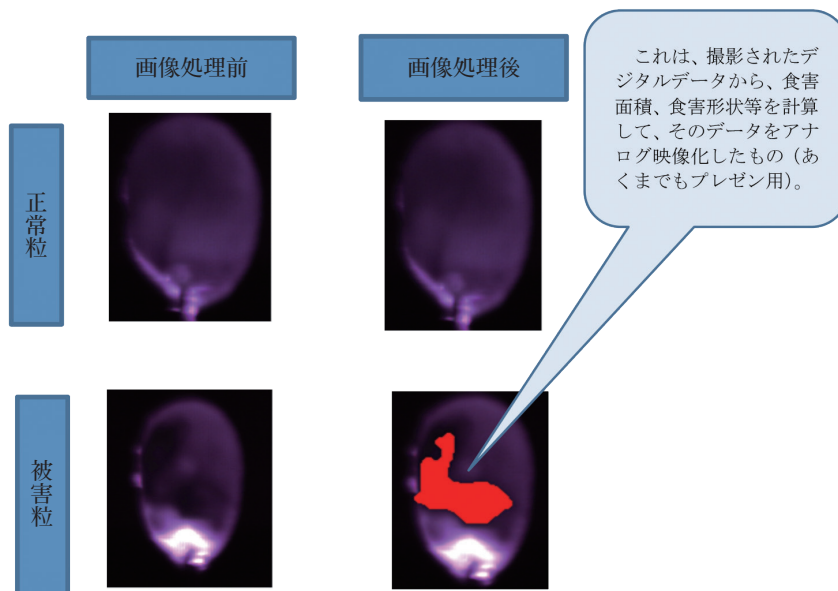 画像処理前
画像処理後
これは、撮影されたデ
ジタルデータから、食害
面積、食害形状等を計算
して、そのデータをアナ
ログ映像化したもの（あ
くまでもプレゼン用）。
正常粒
被害粒